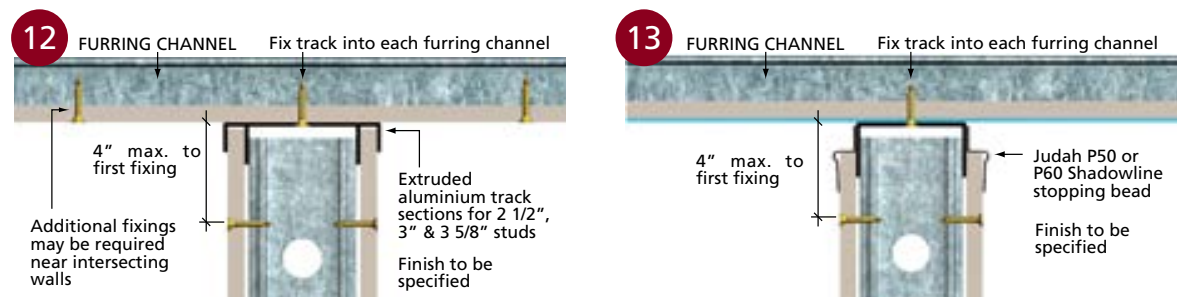 12
FURRING CHANNEL
Fix track into each furring channel
4" max. to
first fixing
Additional fixings
may be required
near intersecting
walls
Extruded
aluminium track
sections for 2 1/2",
3" & 3 5/8" studs
Finish to be
specified
13
FURRING CHANNEL
Fix track into each furring channel
4" max. to
first fixing
Judah P50 or
P60 Shadowline
stopping bead
Finish to be
specified